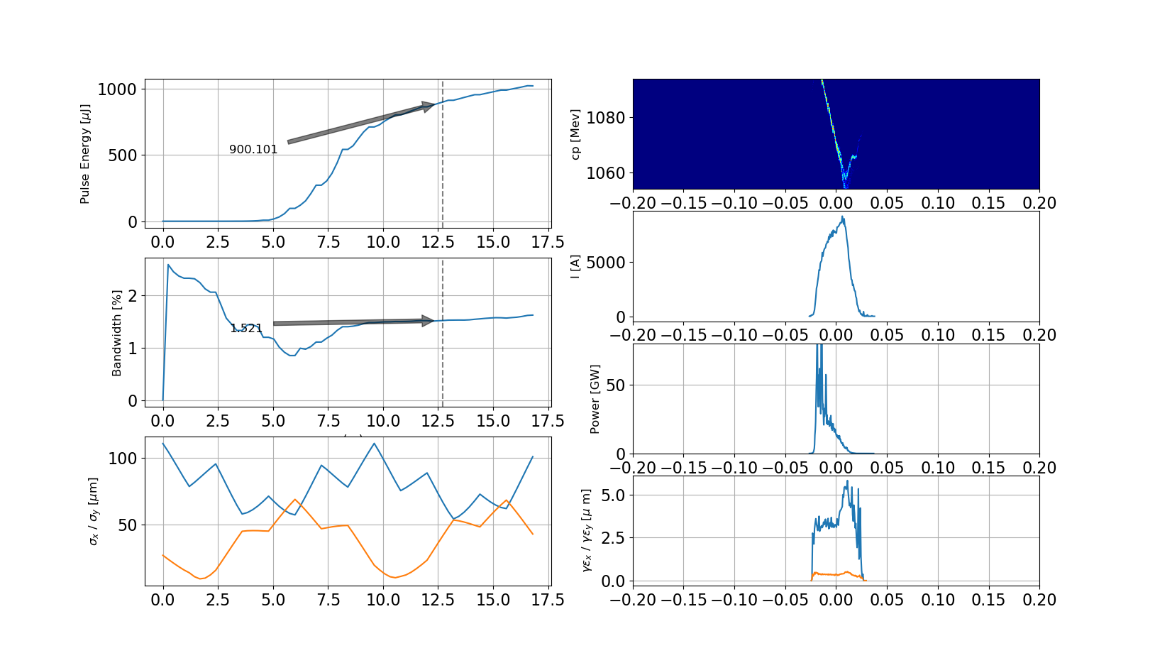 Pulse Energy [μJ]
1000
500
0
900.101
0.0 2.5 5.0 7.5 10.0 12.5 15.0 17.5
Bandwidth [%]
2
1
0
1.521
0.0 2.5 5.0 7.5 10.0 12.5 15.0 17.5
σx / σy [μm]
100
50
0.0 2.5 5.0 7.5 10.0 12.5 15.0 17.5
cp [Mev]
1080
1060
−0.20 −0.15 −0.10 −0.05 0.00 0.05 0.10 0.15 0.20
I [A]
5000
0
−0.20 −0.15 −0.10 −0.05 0.00 0.05 0.10 0.15 0.20
Power [GW]
50
0
−0.20 −0.15 −0.10 −0.05 0.00 0.05 0.10 0.15 0.20
γεx / γεy [μ m]
5.0
2.5
0.0
−0.20 −0.15 −0.10 −0.05 0.00 0.05 0.10 0.15 0.20